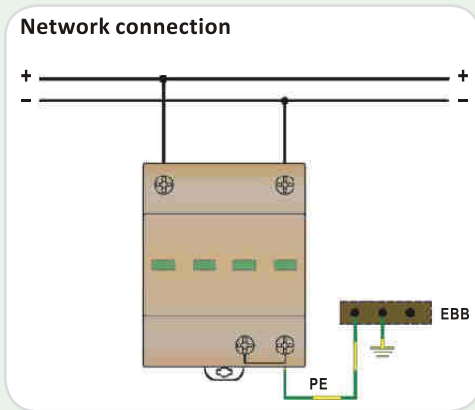 Network connection
+ +
– –
EBB
PE